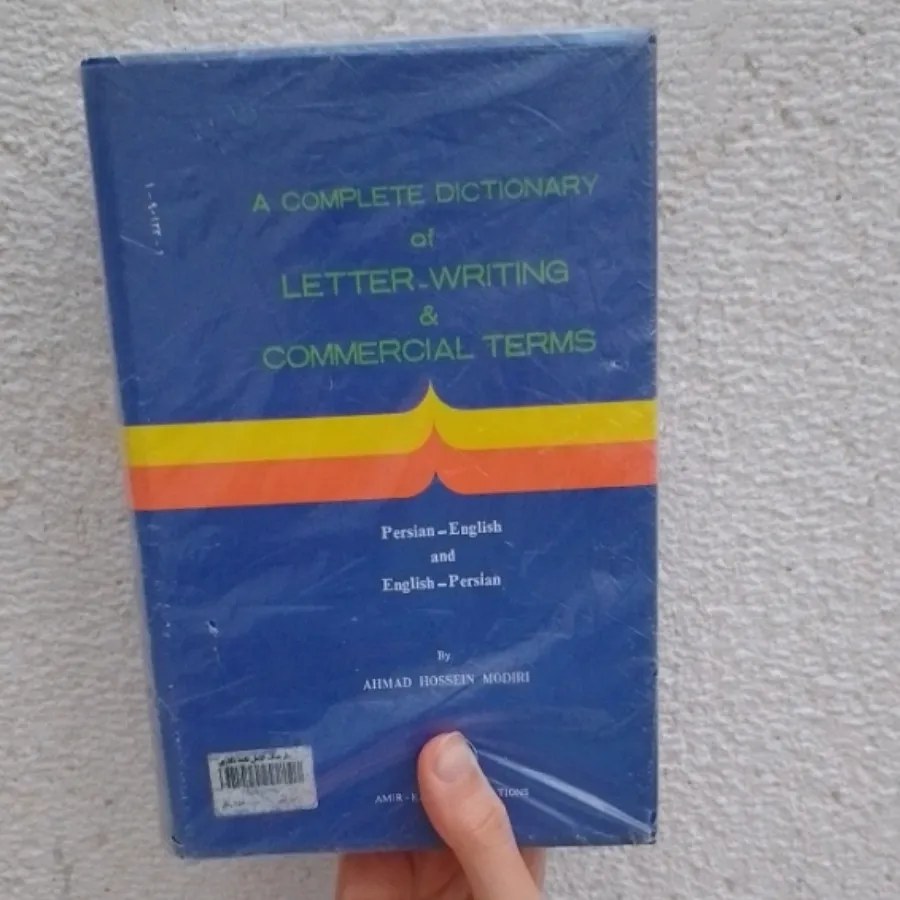 A COMPLETE DICTIONARY
of
LETTER-WRITING
&
COMMERCIAL TERMS
Persian-English
and
English-Persian
By
AHMAD HOSSEIN MODIRI
AMIR-